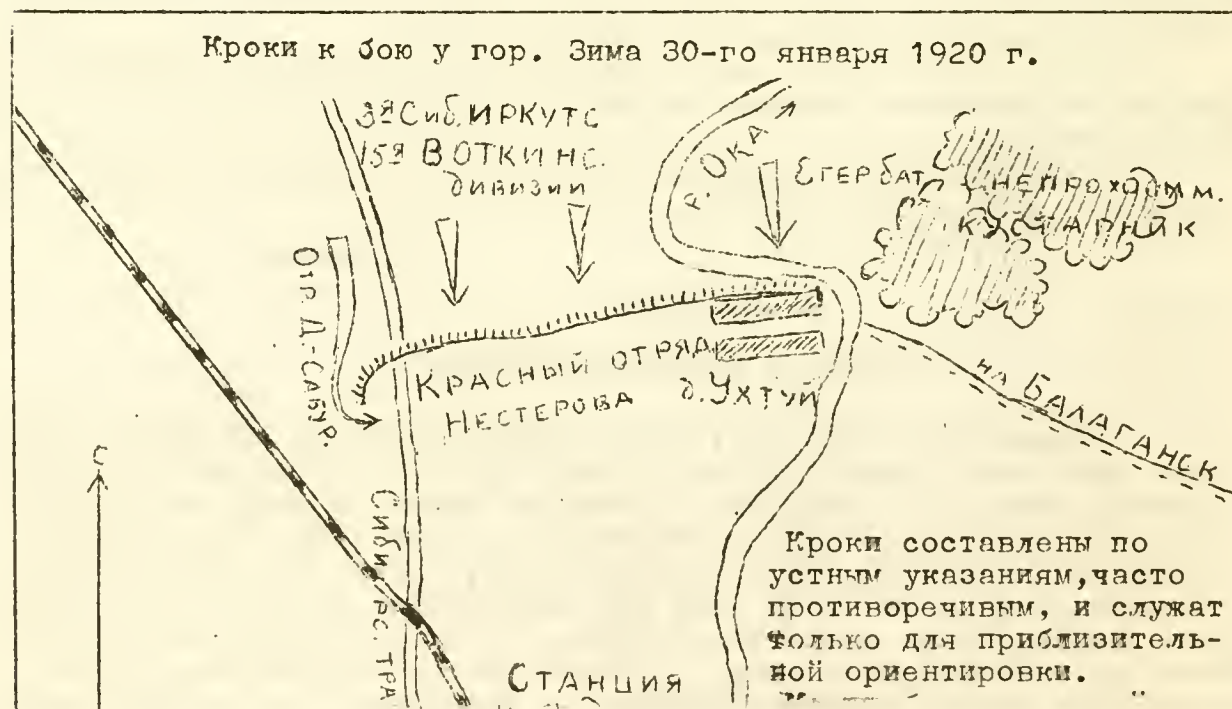 Кроки к бою у гор. Зима 30-го января 1920 г.
3я Сиб. ИРКУТС
15я ВОТКИНС.
дивизии
р. ОКА
ЕГЕР БАТ
НЕПРОХОДИМ.
КУСТАРНИК
ОТР. Д.-САБУР.
КРАСНЫЙ ОТРЯД
НЕСТЕРОВА
д. УХТУЙ
НА БАЛАГАНСК
С
Сибирс. ТРА
Кроки составлены по
устным указаниям,часто
противоречивым, и служат
только для приблизитель-
ной ориентировки.
СТАНЦИЯ